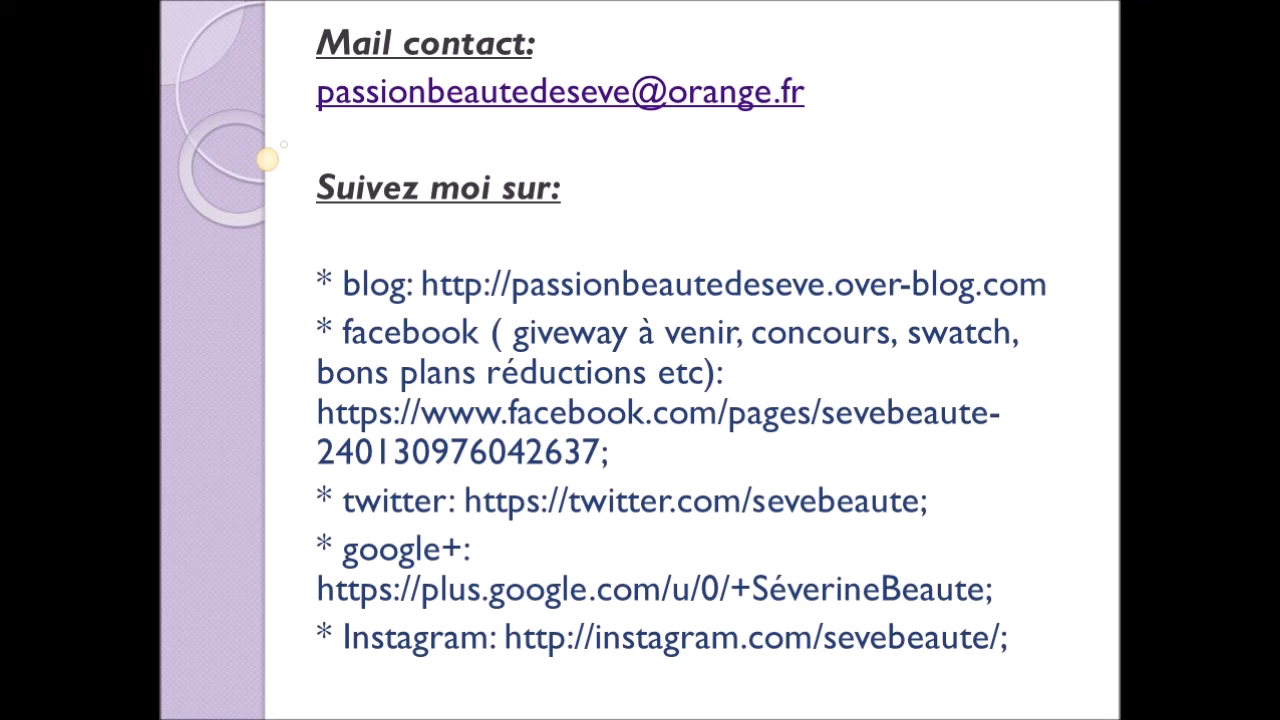 Mail contact:
passionbeautedeseve@orange.fr
Suivez moi sur:
* blog: http://passionbeautedeseve.over-blog.com
* facebook ( giveway à venir, concours, swatch,
bons plans réductions etc):
https://www.facebook.com/pages/sevebeaute-
240130976042637;
* twitter: https://twitter.com/sevebeaute;
* google+:
https://plus.google.com/u/0/+SéverineBeaute;
* Instagram: http://instagram.com/sevebeaute/;